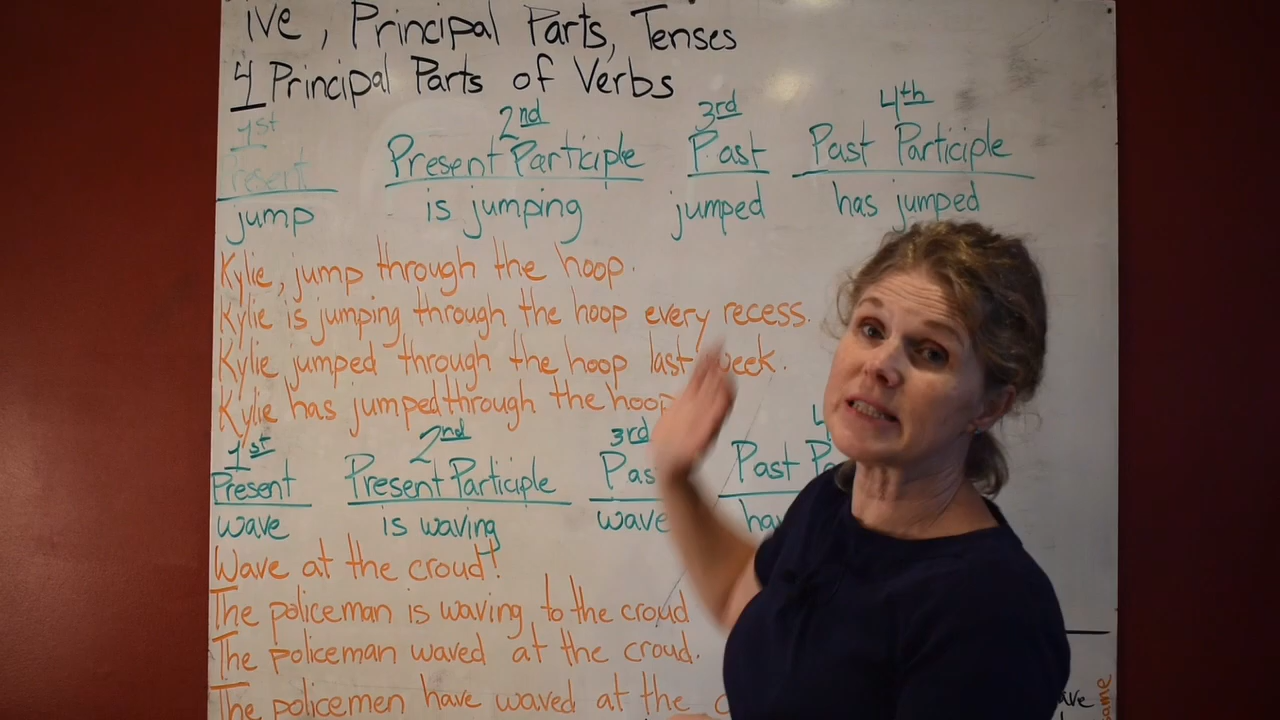 ive, Principal Parts, Tenses
4 Principal Parts of Verbs
1st 2nd 3rd 4th
Present Present Participle Past Past Participle
jump is jumping jumped has jumped
Kylie, jump through the hoop.
Kylie is jumping through the hoop every recess.
Kylie jumped through the hoop last week.
Kylie has jumped through the hoop
1st 2nd 3rd
Present Present Participle Past Past
wave is waving wave
Wave at the croud!
The policeman is waving to the croud
The policeman waved at the croud.
The policemen have waved at the